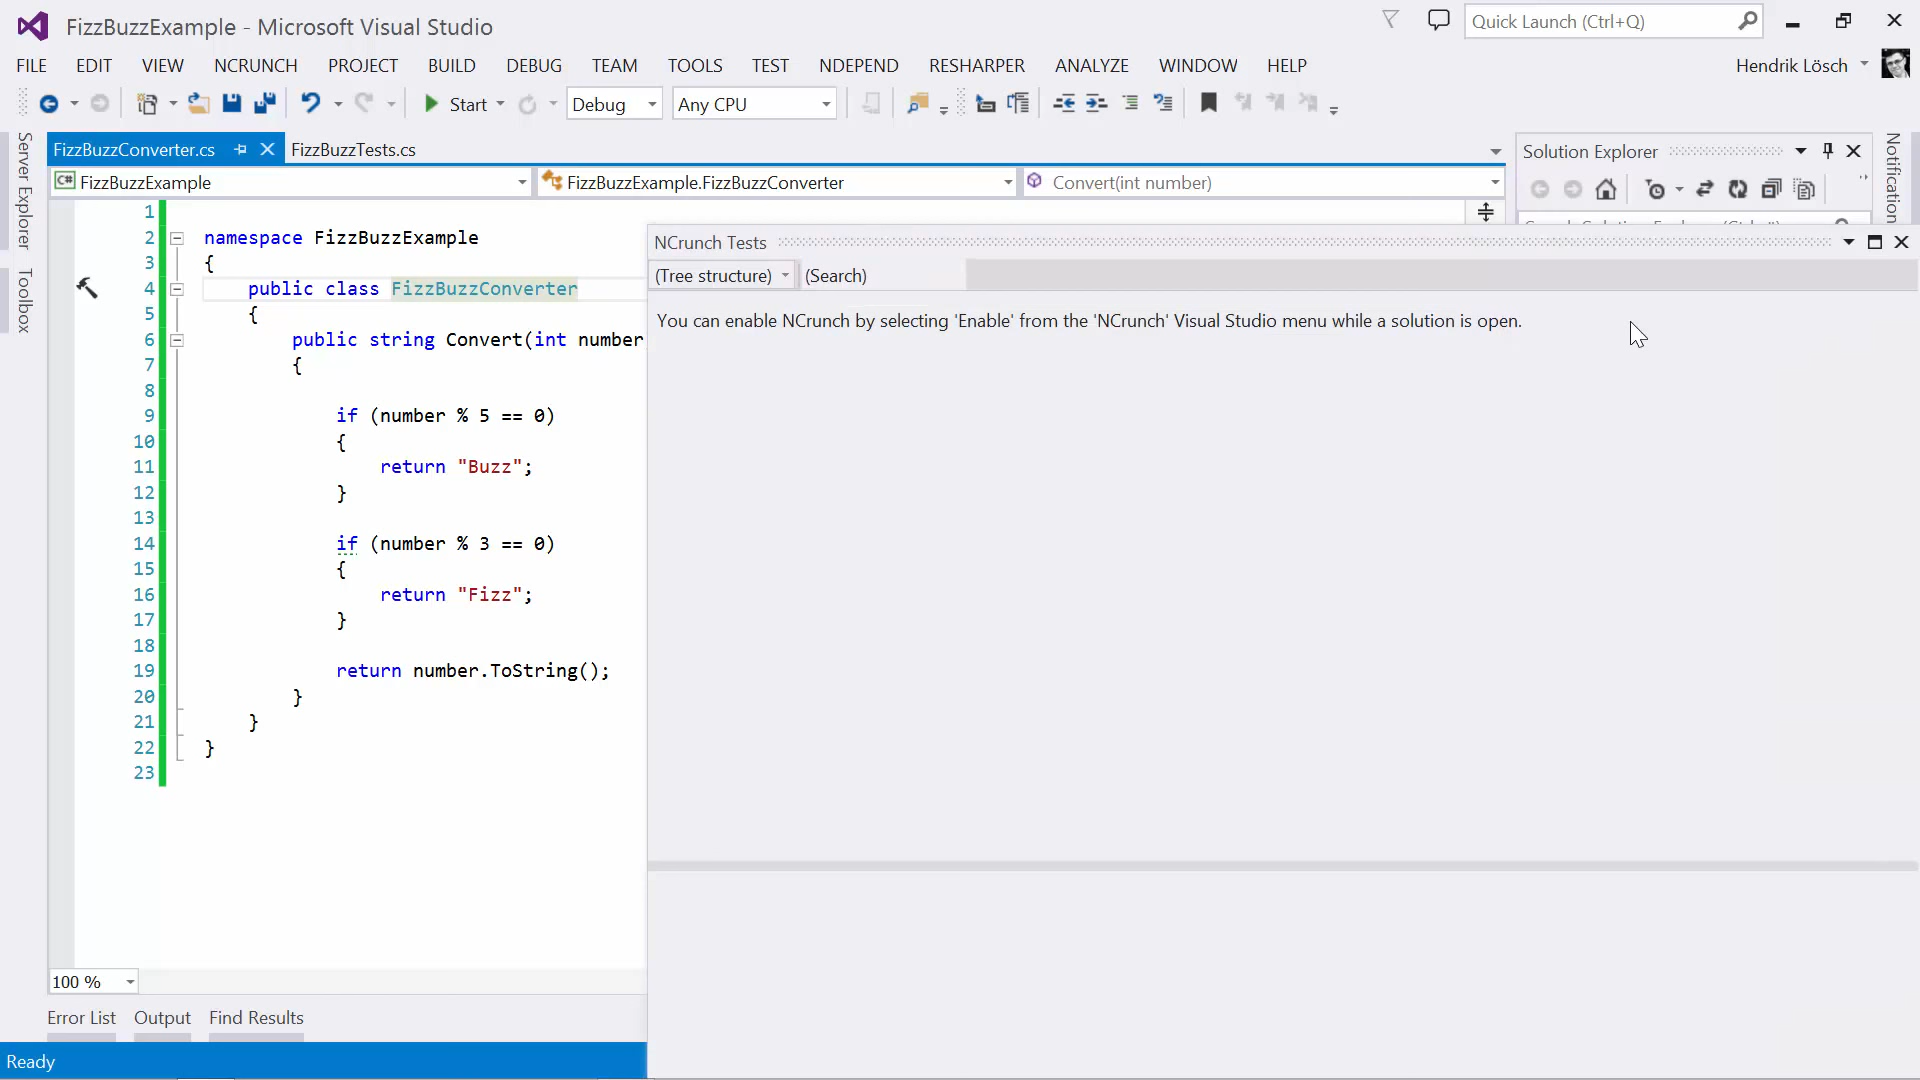 FizzBuzzExample - Microsoft Visual Studio
Quick Launch (Ctrl+Q)
FILE EDIT VIEW NCRUNCH PROJECT BUILD DEBUG TEAM TOOLS TEST NDEPEND RESHARPER ANALYZE WINDOW HELP
Hendrik Lösch
Start Debug Any CPU
Server Explorer
Toolbox
FizzBuzzConverter.cs FizzBuzzTests.cs
Solution Explorer
Notification
C# FizzBuzzExample FizzBuzzExample.FizzBuzzConverter Convert(int number)
1
2 namespace FizzBuzzExample
3 {
4 public class FizzBuzzConverter
5 {
6 public string Convert(int number
7 {
8
9 if (number % 5 == 0)
10 {
11 return "Buzz";
12 }
13
14 if (number % 3 == 0)
15 {
16 return "Fizz";
17 }
18
19 return number.ToString();
20 }
21 }
22 }
23
NCrunch Tests
(Tree structure) (Search)
You can enable NCrunch by selecting 'Enable' from the 'NCrunch' Visual Studio menu while a solution is open.
100 %
Error List Output Find Results
Ready